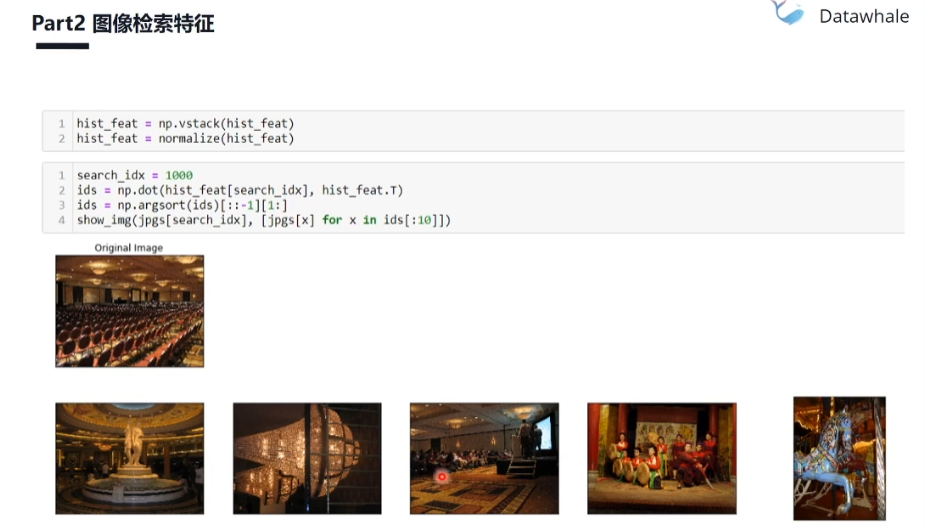 Part2 图像检索特征
Datawhale
1 hist_feat = np.vstack(hist_feat)
2 hist_feat = normalize(hist_feat)
1 search_idx = 1000
2 ids = np.dot(hist_feat[search_idx], hist_feat.T)
3 ids = np.argsort(ids)[::-1][1:]
4 show_img(jpgs[search_idx], [jpgs[x] for x in ids[:10]])
Original Image